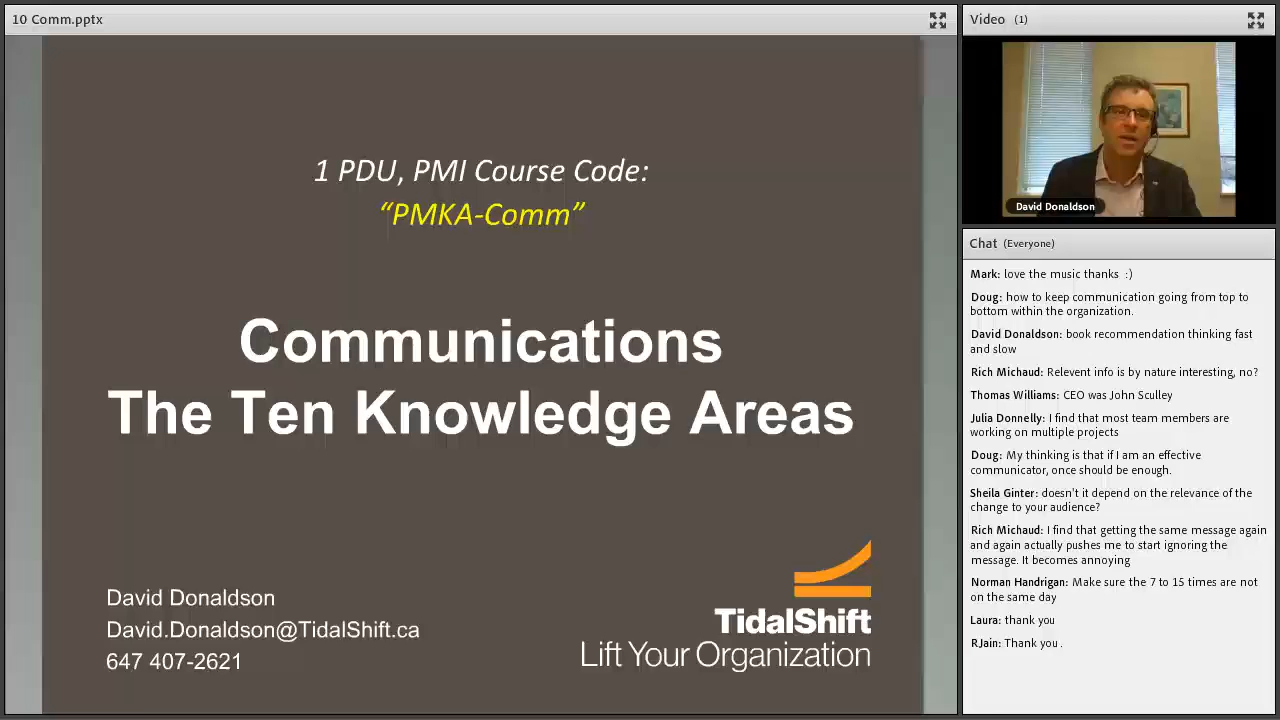 10 Comm.pptx
1 PDU, PMI Course Code:
“PMKA-Comm”
Communications
The Ten Knowledge Areas
David Donaldson
David.Donaldson@TidalShift.ca
647 407-2621
TidalShift
Lift Your Organization
Video (1)
David Donaldson
Chat (Everyone)
Mark: love the music thanks :)
Doug: how to keep communication going from top to
bottom within the organization.
David Donaldson: book recommendation thinking fast
and slow
Rich Michaud: Relevent info is by nature interesting, no?
Thomas Williams: CEO was John Sculley
Julia Donnelly: I find that most team members are
working on multiple projects
Doug: My thinking is that if I am an effective
communicator, once should be enough.
Sheila Ginter: doesn't it depend on the relevance of the
change to your audience?
Rich Michaud: I find that getting the same message again
and again actually pushes me to start ignoring the
message. It becomes annoying
Norman Handrigan: Make sure the 7 to 15 times are not
on the same day
Laura: thank you
RJain: Thank you .